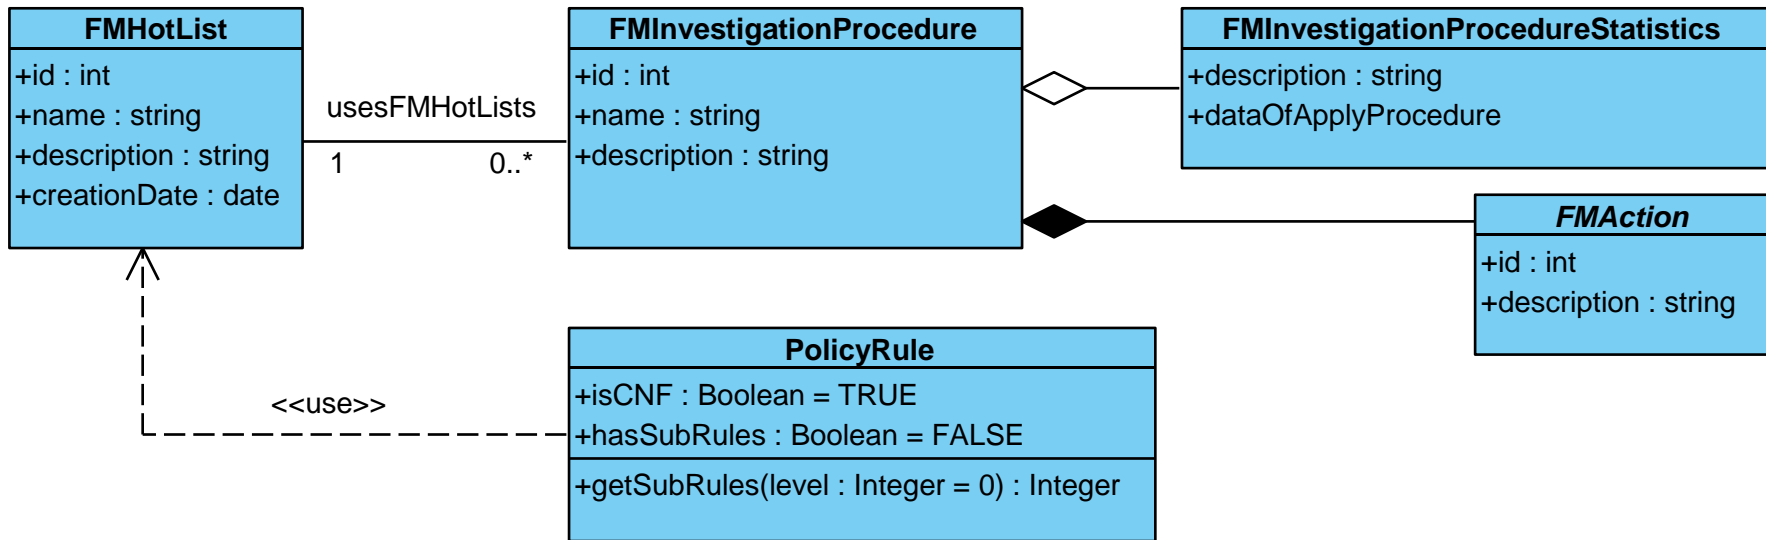 FMHotList
+id : int
+name : string
+description : string
+creationDate : date
usesFMHotLists
1
0..*
FMInvestigationProcedure
+id : int
+name : string
+description : string
FMInvestigationProcedureStatistics
+description : string
+dataOfApplyProcedure
FMAction
+id : int
+description : string
<<use>>
PolicyRule
+isCNF : Boolean = TRUE
+hasSubRules : Boolean = FALSE
+getSubRules(level : Integer = 0) : Integer